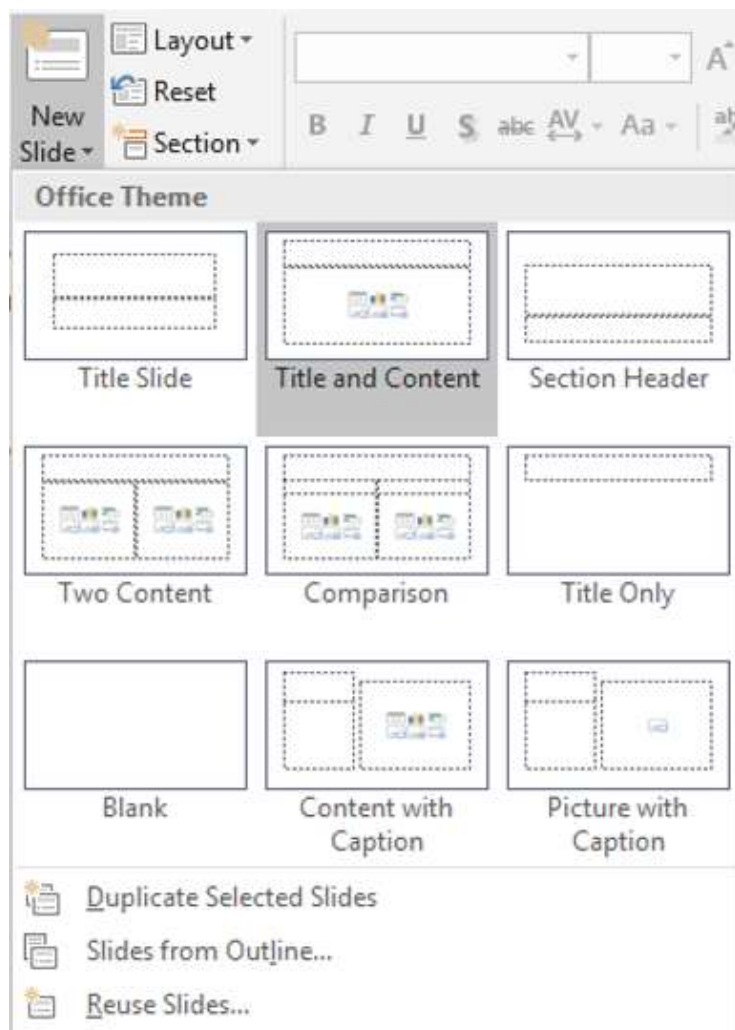 Layout
Reset
New
Slide
Section
B I U S abc AV Aa
Office Theme
Title Slide
Title and Content
Section Header
Two Content
Comparison
Title Only
Blank
Content with
Caption
Picture with
Caption
Duplicate Selected Slides
Slides from Outline...
Reuse Slides...